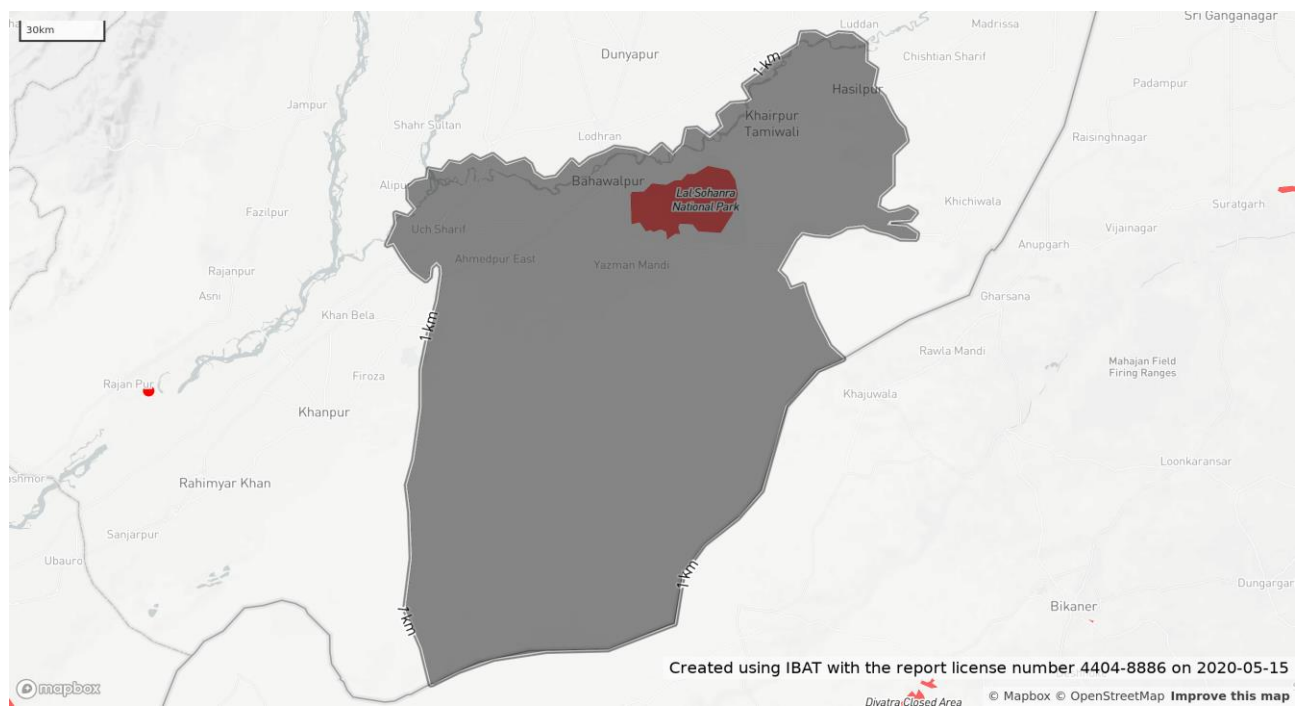 30km
Luddan
Madrissa
Sri Ganganagar
Dunyapur
Chishtian Sharif
1 km
Padampur
Hasilpur
Jampur
Khairpur
Tamiwali
Shahr Sultan
Lodhran
Raisinghnagar
Alipu
Bahawalpur
Lal Sohanra
National Park
Khichiwala
Suratgarh
Fazilpur
Uch Sharif
Vijainagar
Anupgarh
Ahmedpur East
Yazman Mandi
Rajanpur
Asni
Gharsana
Khan Bela
1 km
Rawla Mandi
Mahajan Field
Firing Ranges
Rajan Pur
Firoza
Khajuwala
Khanpur
Loonkaransar
ashmor
Rahimyar Khan
Sanjarpur
Ubauro
1 km
Dungargar
Bikaner
1 km
Created using IBAT with the report license number 4404-8886 on 2020-05-15
mapbox
Diyatra Closed Area
© Mapbox © OpenStreetMap Improve this map